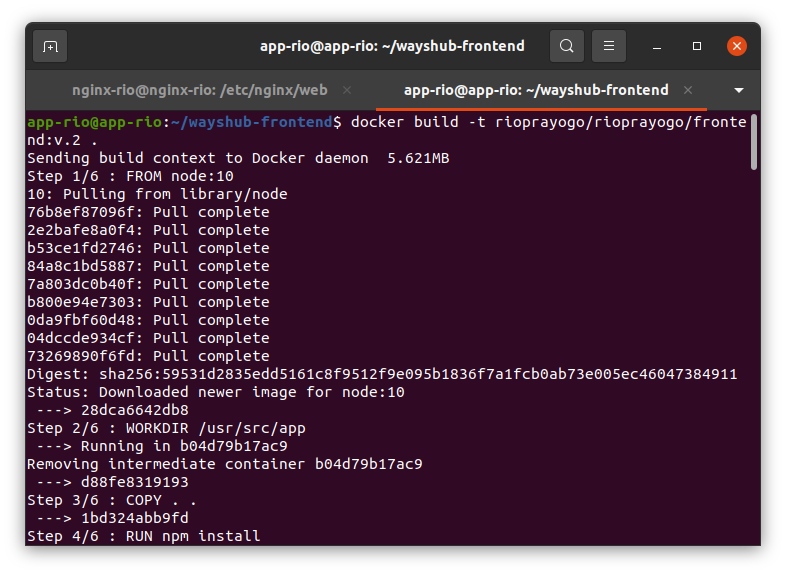 app-rio@app-rio: ~/wayshub-frontend
nginx-rio@nginx-rio: /etc/nginx/web
app-rio@app-rio: ~/wayshub-frontend
app-rio@app-rio:~/wayshub-frontend$ docker build -t rioprayogo/rioprayogo/fronte
nd:v.2 .
Sending build context to Docker daemon  5.621MB
Step 1/6 : FROM node:10
10: Pulling from library/node
76b8ef87096f: Pull complete
2e2bafe8a0f4: Pull complete
b53ce1fd2746: Pull complete
84a8c1bd5887: Pull complete
7a803dc0b40f: Pull complete
b800e94e7303: Pull complete
0da9fbf60d48: Pull complete
04dccde934cf: Pull complete
73269890f6fd: Pull complete
Digest: sha256:59531d2835edd5161c8f9512f9e095b1836f7a1fcb0ab73e005ec46047384911
Status: Downloaded newer image for node:10
 ---> 28dca6642db8
Step 2/6 : WORKDIR /usr/src/app
 ---> Running in b04d79b17ac9
Removing intermediate container b04d79b17ac9
 ---> d88fe8319193
Step 3/6 : COPY . .
 ---> 1bd324abb9fd
Step 4/6 : RUN npm install